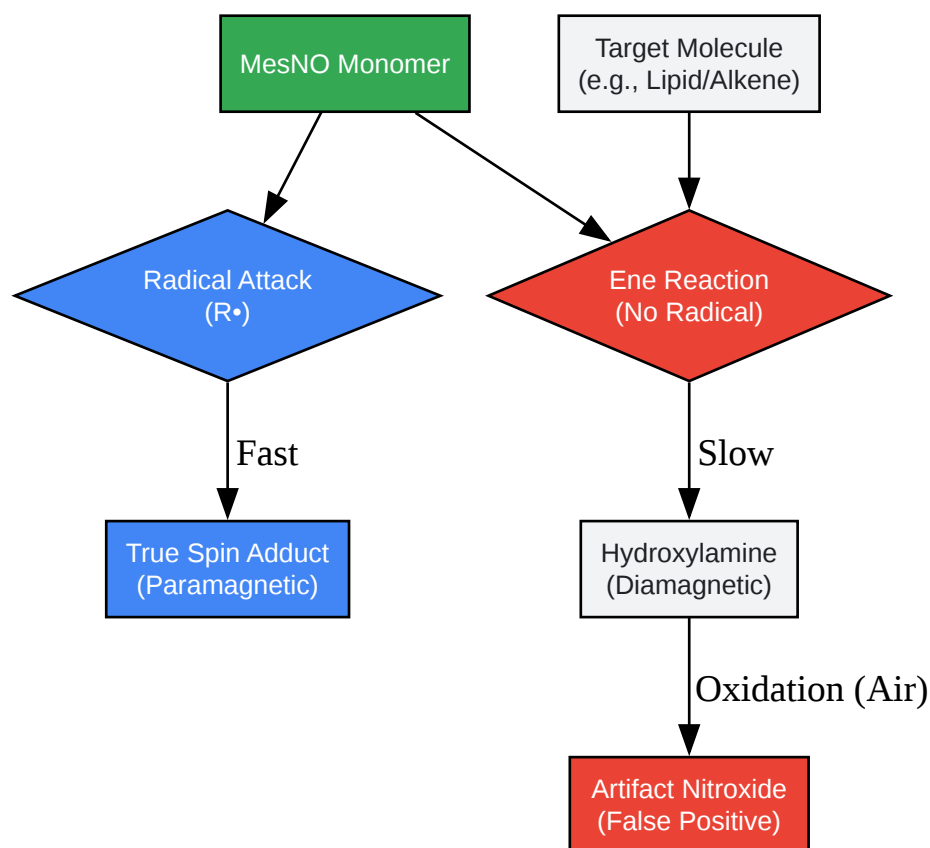 MesNO Monomer
Target Molecule
(e.g., Lipid/Alkene)
Radical Attack
(R•)
Ene Reaction
(No Radical)
Fast
Slow
True Spin Adduct
(Paramagnetic)
Hydroxylamine
(Diamagnetic)
Oxidation (Air)
Artifact Nitroxide
(False Positive)